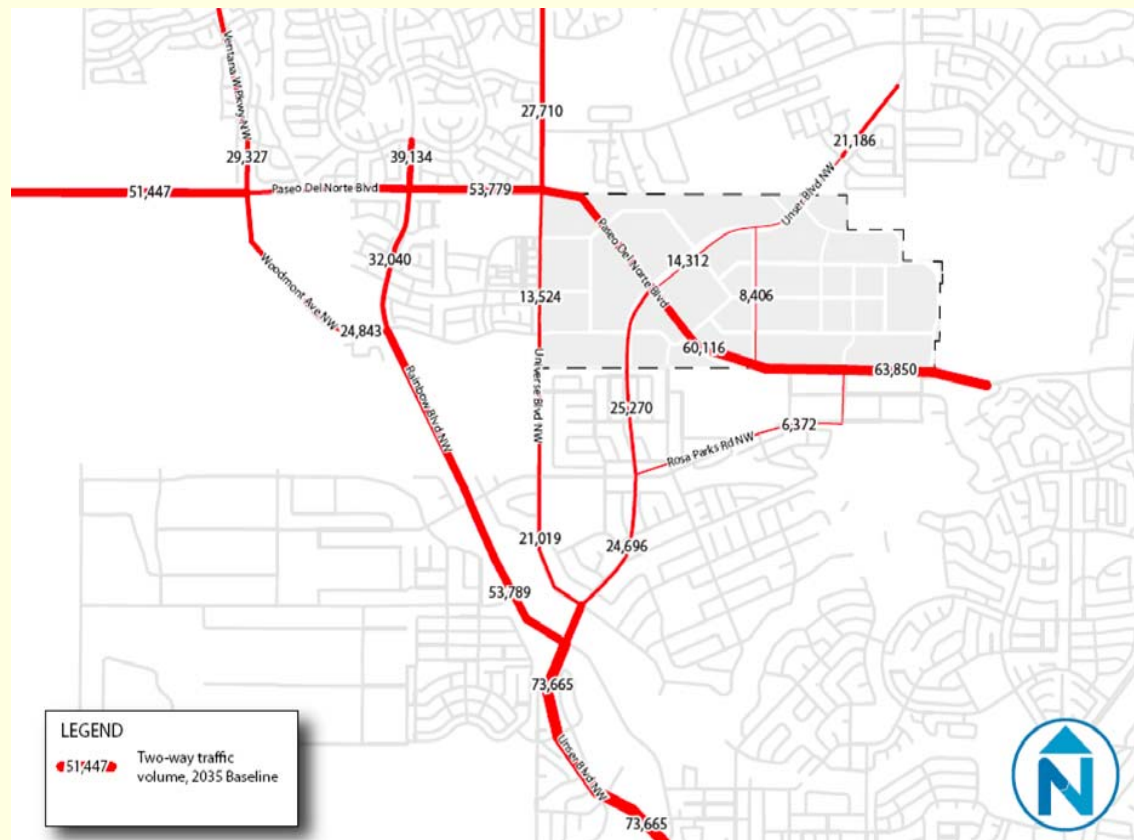 Ventana W Pkwy NW
27,710
21,186
29,327
39,134
51,447
Paseo Del Norte Blvd
53,779
Unser Blvd NW
Paseo Del Norte Blvd
14,312
32,040
Woodmont Ave NW
13,524
8,406
24,843
60,116
Universe Blvd NW
63,850
Rainbow Blvd NW
25,270
6,372
Rosa Parks Rd NW
21,019
24,696
53,789
73,665
Unser Blvd NW
73,665
LEGEND
51,447
Two-way traffic
volume, 2035 Baseline
N